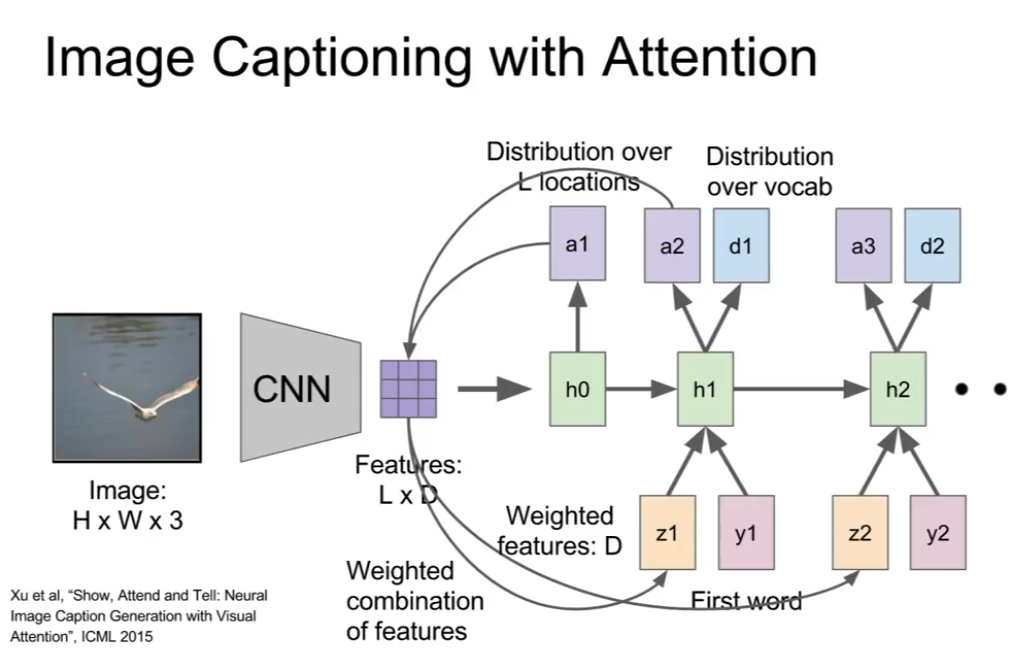 Image Captioning with Attention
Distribution over
L locations
Distribution
over vocab
a1
a2
d1
a3
d2
CNN
h0
h1
h2
Features:
L x D
Image:
H x W x 3
Weighted
features: D
z1
y1
z2
y2
Weighted
combination
of features
First word
Xu et al, “Show, Attend and Tell: Neural
Image Caption Generation with Visual
Attention”, ICML 2015